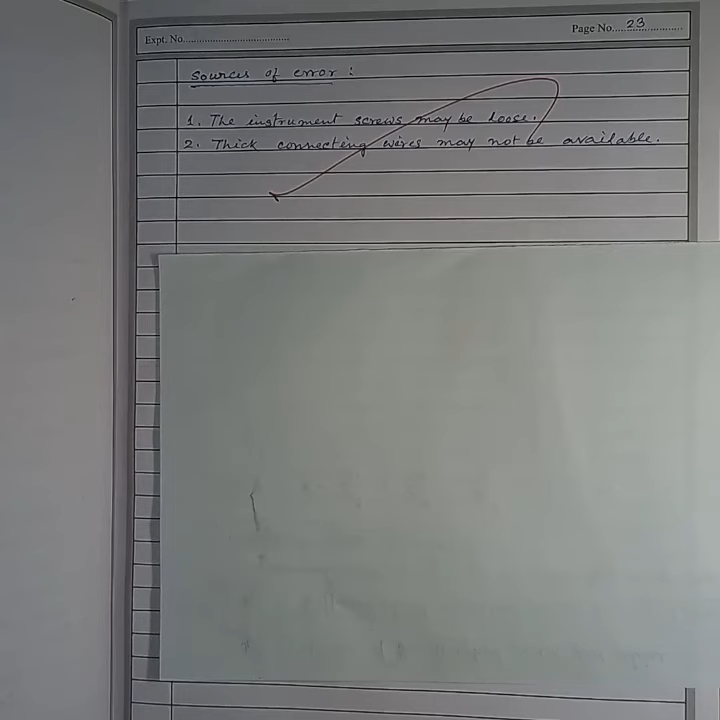 Expt. No..................................
Page No...23....................
Sources of error :
1. The instrument screws may be loose.
2. Thick connecting wires may not be available.